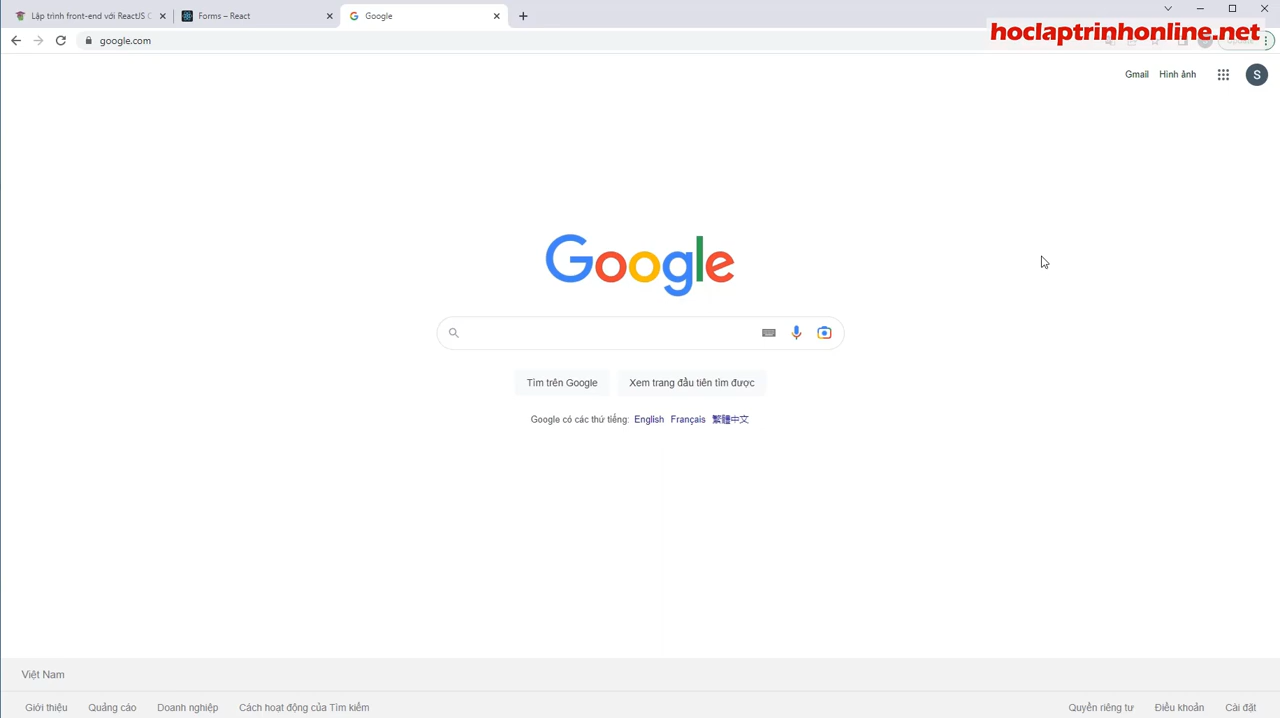 Lập trình front-end với ReactJS C
Forms – React
Google
hoclaptrinhonline.net
google.com
Gmail
Hình ảnh
S
Google
Tìm trên Google
Xem trang đầu tiên tìm được
Google có các thứ tiếng: English Français 繁體中文
Việt Nam
Giới thiệu
Quảng cáo
Doanh nghiệp
Cách hoạt động của Tìm kiếm
Quyền riêng tư
Điều khoản
Cài đặt